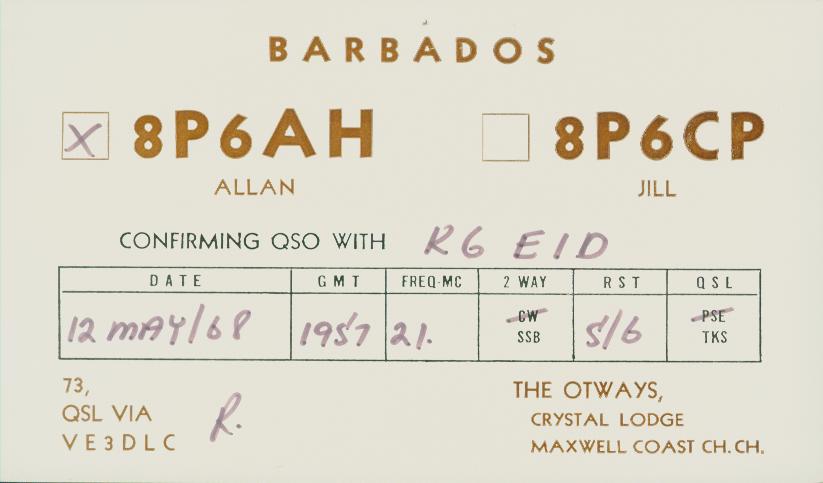 BARBADOS
X 8P6AH 8P6CP
ALLAN JILL
CONFIRMING QSO WITH R6 EID
DATE GMT FREQ·MC 2 WAY RST QSL
12 MAY/68 1957 21. CW SSB 5/6 PSE TKS
73,
QSL VIA R.
VE3DLC
THE OTWAYS,
CRYSTAL LODGE
MAXWELL COAST CH. CH.